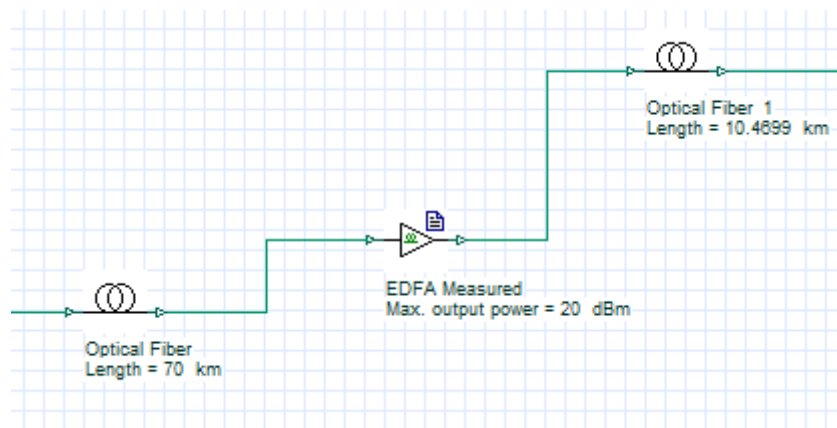 Optical Fiber 1
Length = 10.4699 km
EDFA Measured
Max. output power = 20 dBm
Optical Fiber
Length = 70 km